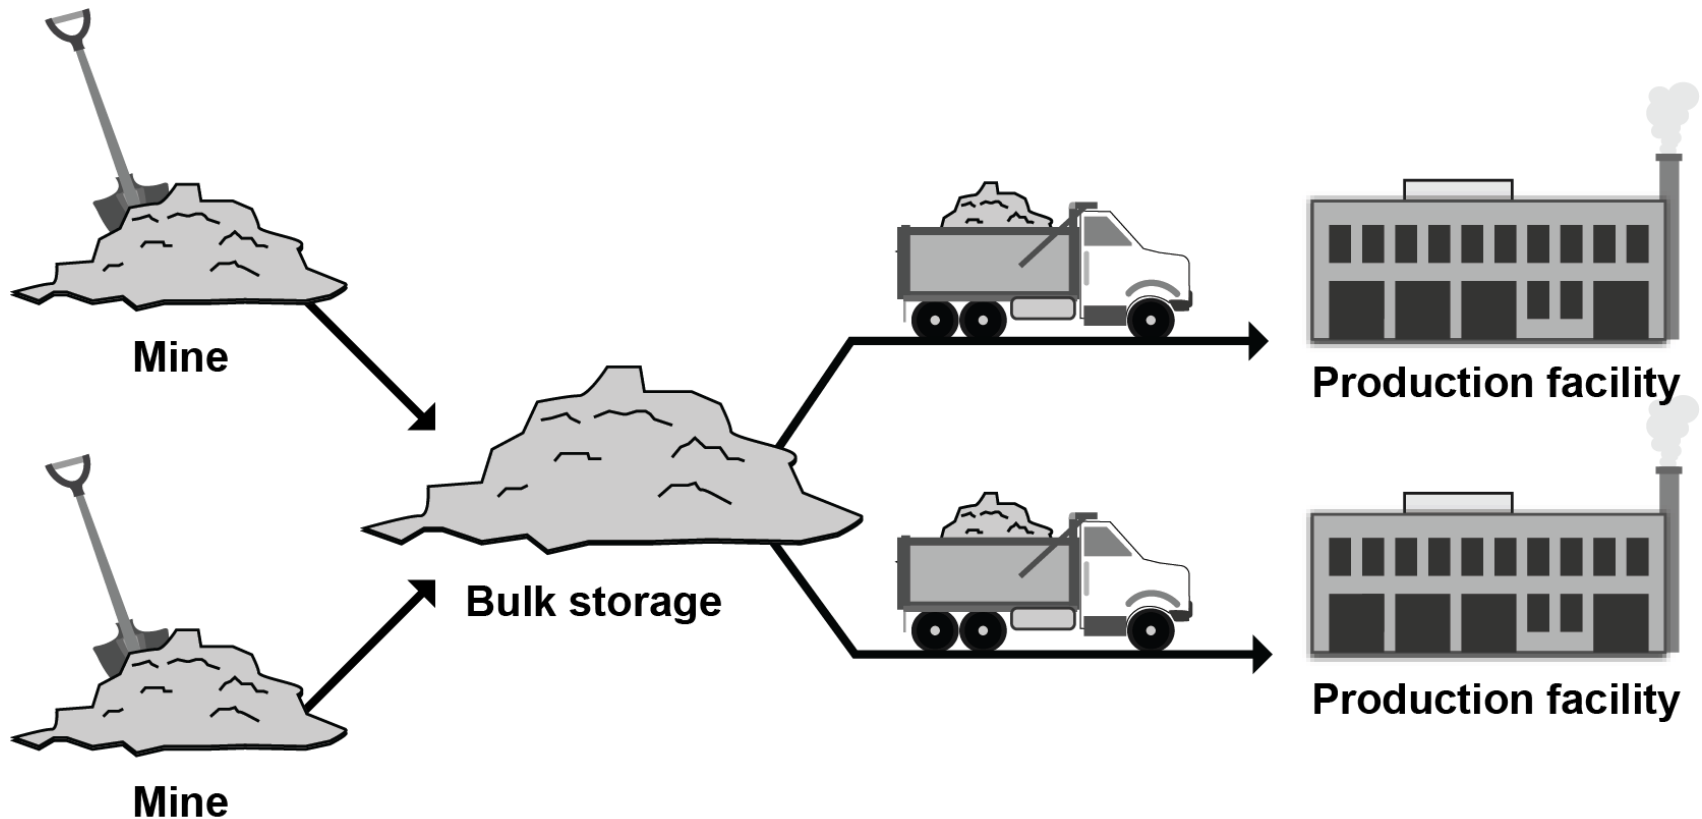 Mine
Production facility
Bulk storage
Production facility
Mine